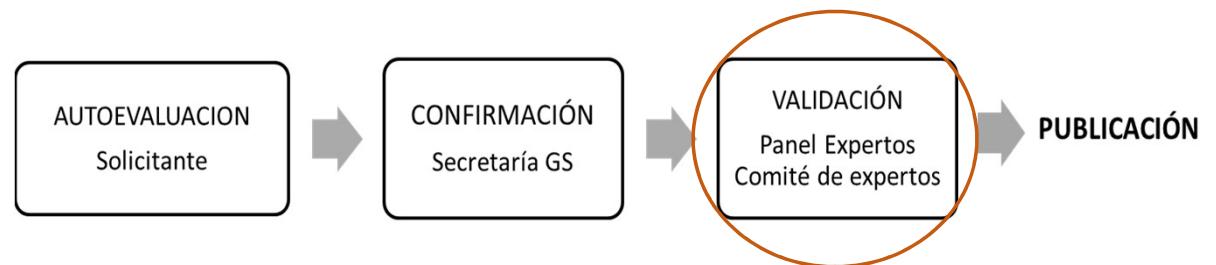 AUTOEVALUACION
Solicitante
CONFIRMACIÓN
Secretaría GS
VALIDACIÓN
Panel Expertos
Comité de expertos
PUBLICACIÓN